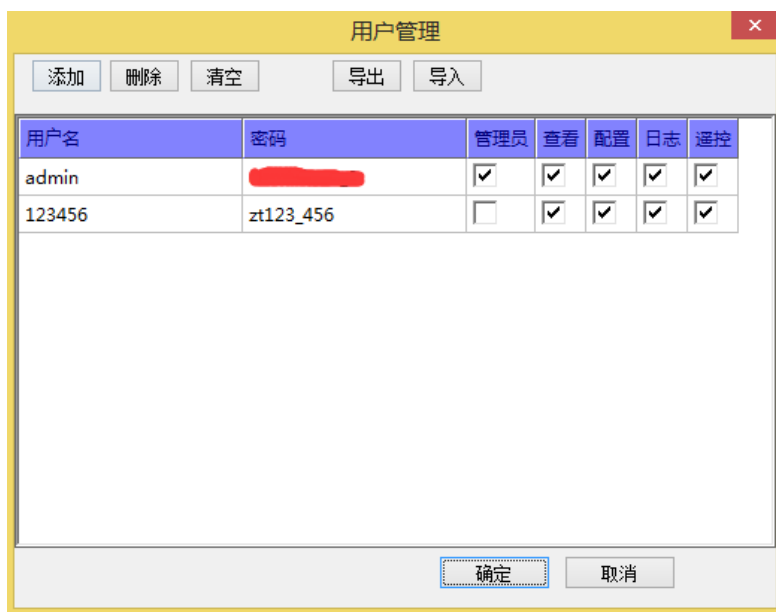 用户管理
添加 删除 清空 导出 导入
用户名 密码 管理员 查看 配置 日志 遥控
admin
123456 zt123_456
确定 取消